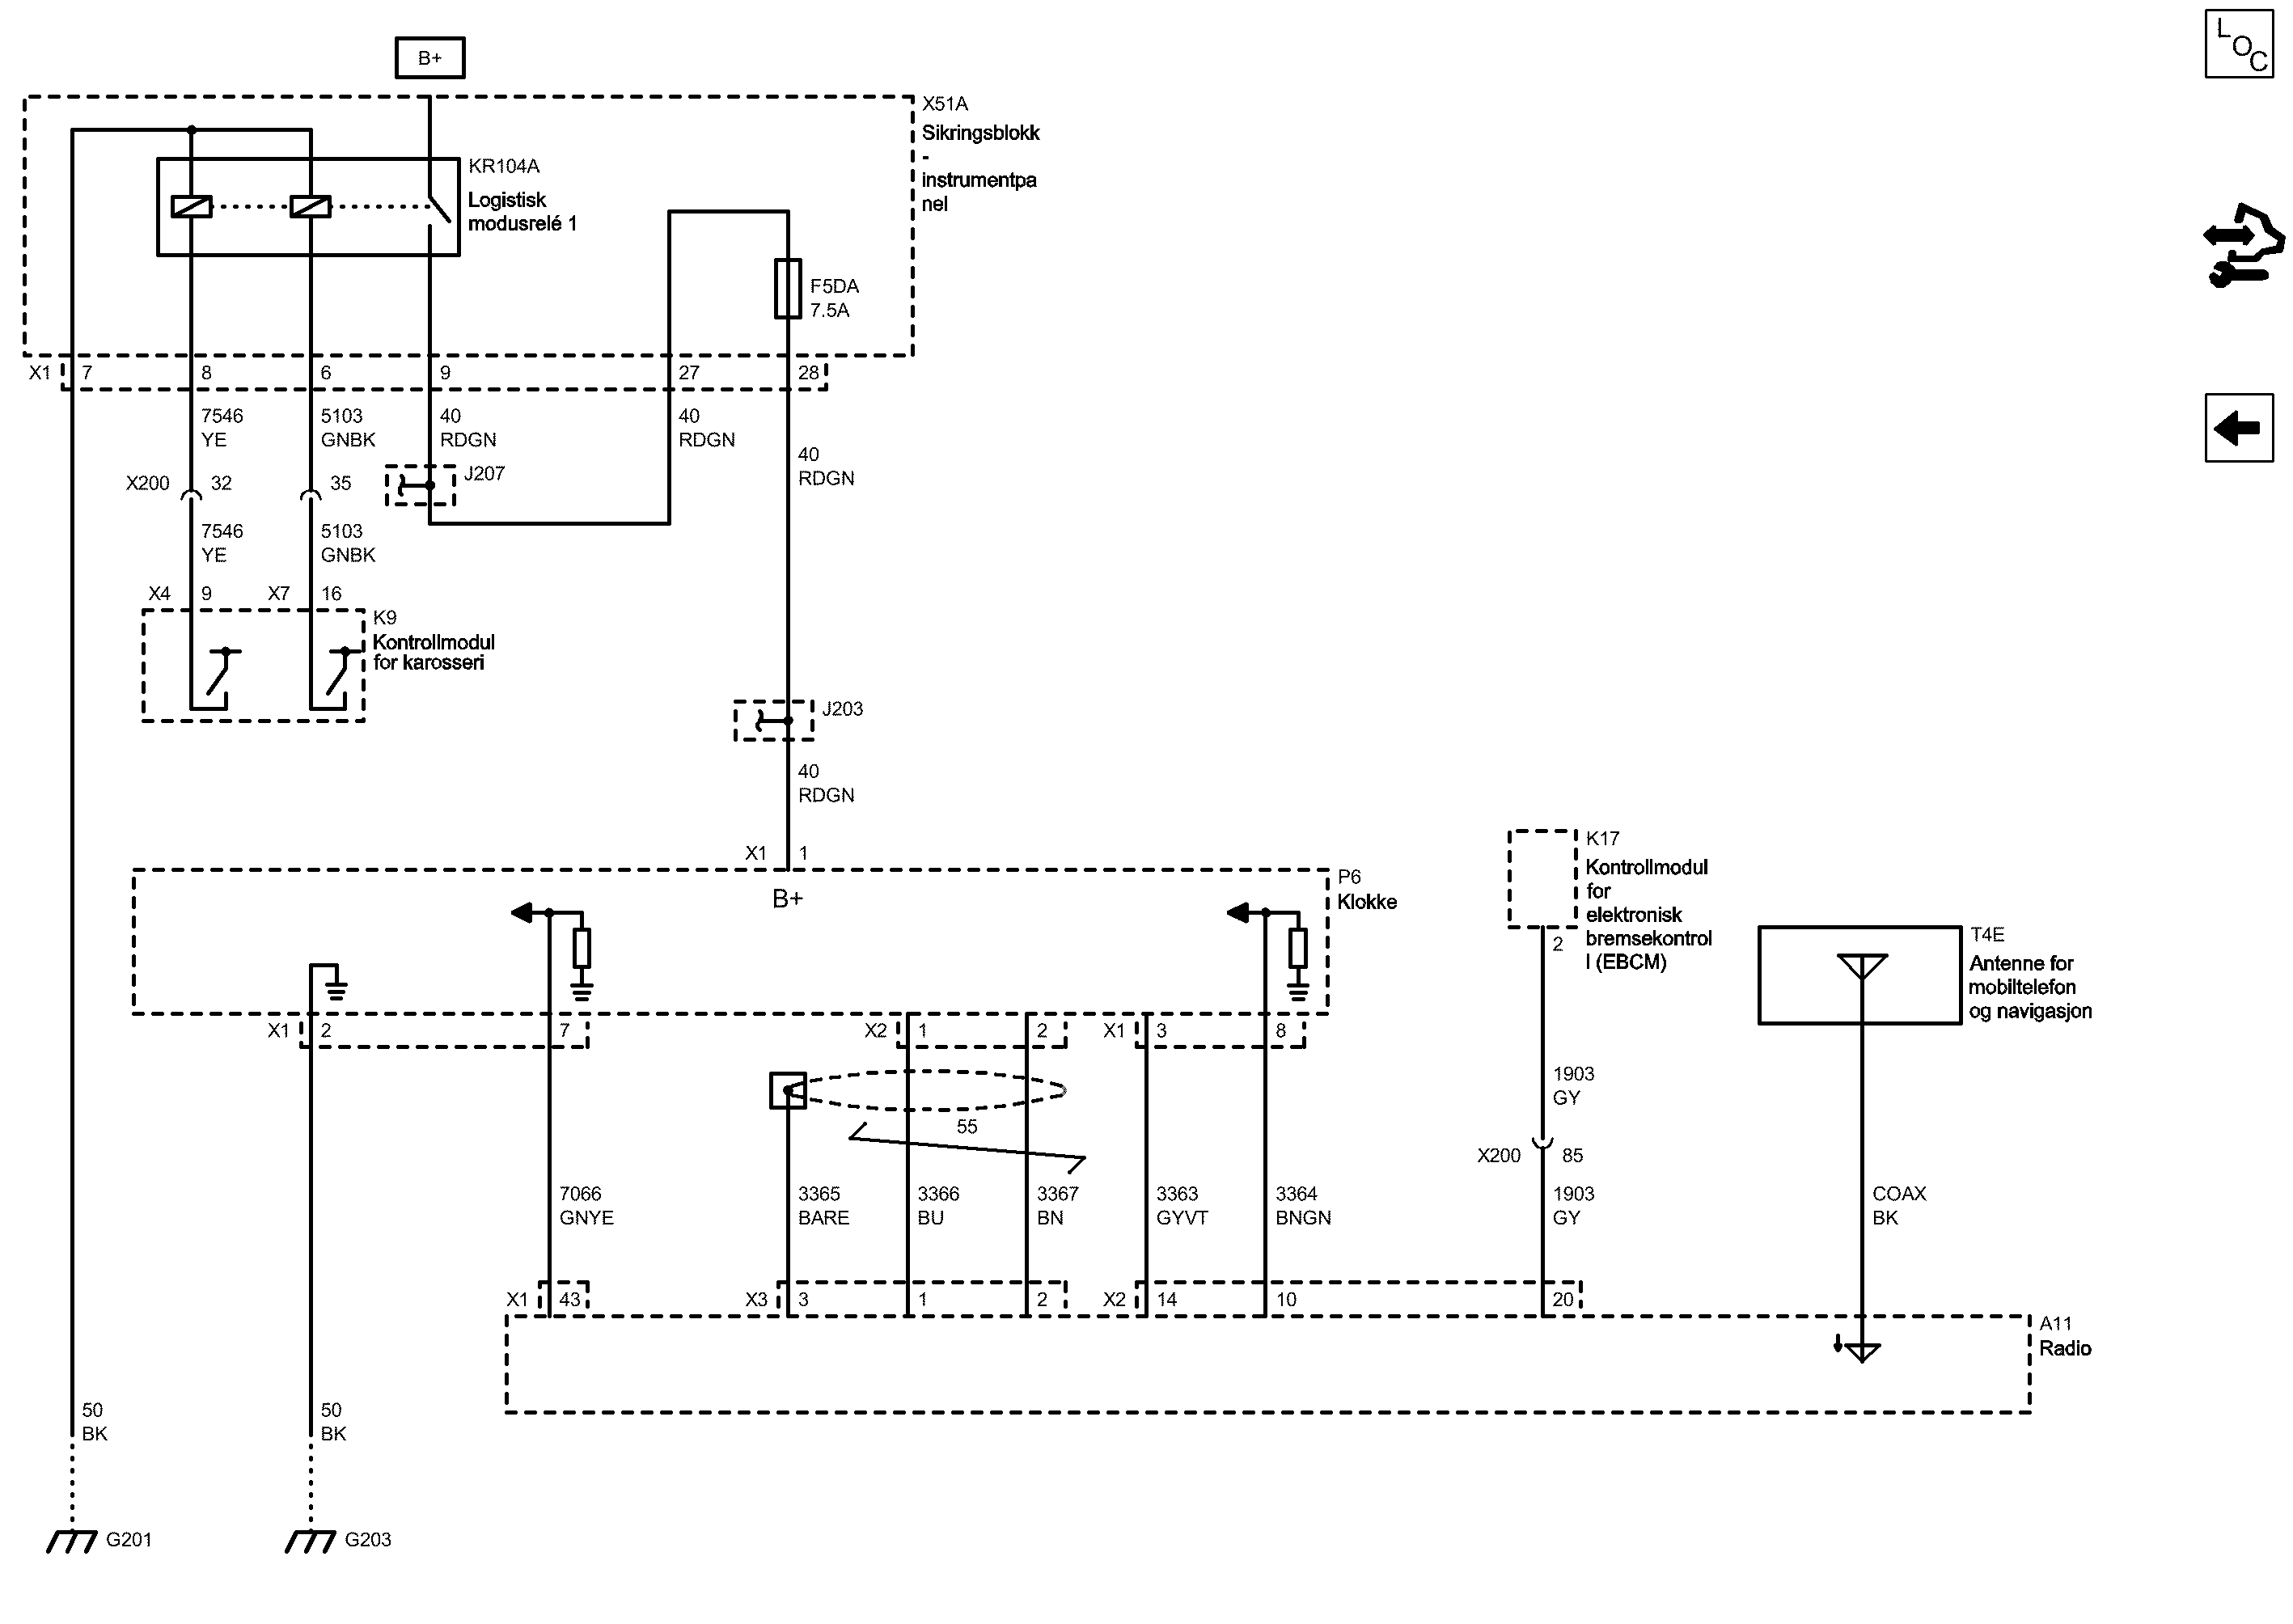 LOC
B+
X51A
Sikringsblokk
-
instrumentpa
nel
KR104A
Logistisk
modusrelé 1
F5DA
7.5A
X1 7 8 6 9 27 28
7546 5103 40 40
YE GNBK RDGN RDGN
40
RDGN
J207
X200 32 35
7546 5103
YE GNBK
X4 9 X7 16
K9
Kontrollmodul
for karosseri
J203
40
RDGN
X1 1
B+
P6
Klokke
K17
Kontrollmodul
for
elektronisk
bremsekontrol
l (EBCM)
2
T4E
Antenne for
mobiltelefon
og navigasjon
X1 2 7 X2 1 2 X1 3 8
1903
GY
55
X200 85
7066 3365 3366 3367 3363 3364 1903 COAX
GNYE BARE BU BN GYVT BNGN GY BK
X1 43 X3 3 1 2 X2 14 10 20
A11
Radio
50 50
BK BK
G201 G203